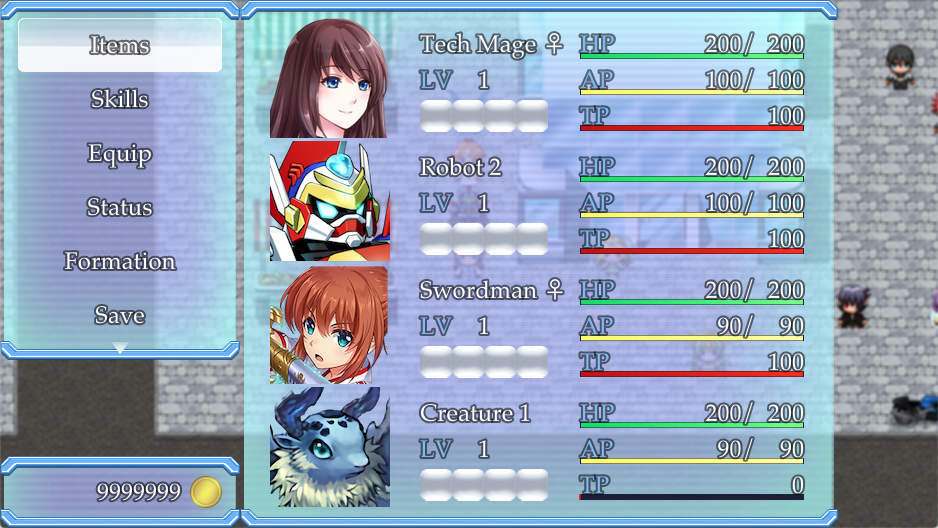 Items
Skills
Equip
Status
Formation
Save
9999999
Tech Mage ♀ HP 200/ 200
LV 1 AP 100/ 100
TP 100
Robot 2 HP 200/ 200
LV 1 AP 100/ 100
TP 100
Swordman ♀ HP 200/ 200
LV 1 AP 90/ 90
TP 100
Creature 1 HP 200/ 200
LV 1 AP 90/ 90
TP 0